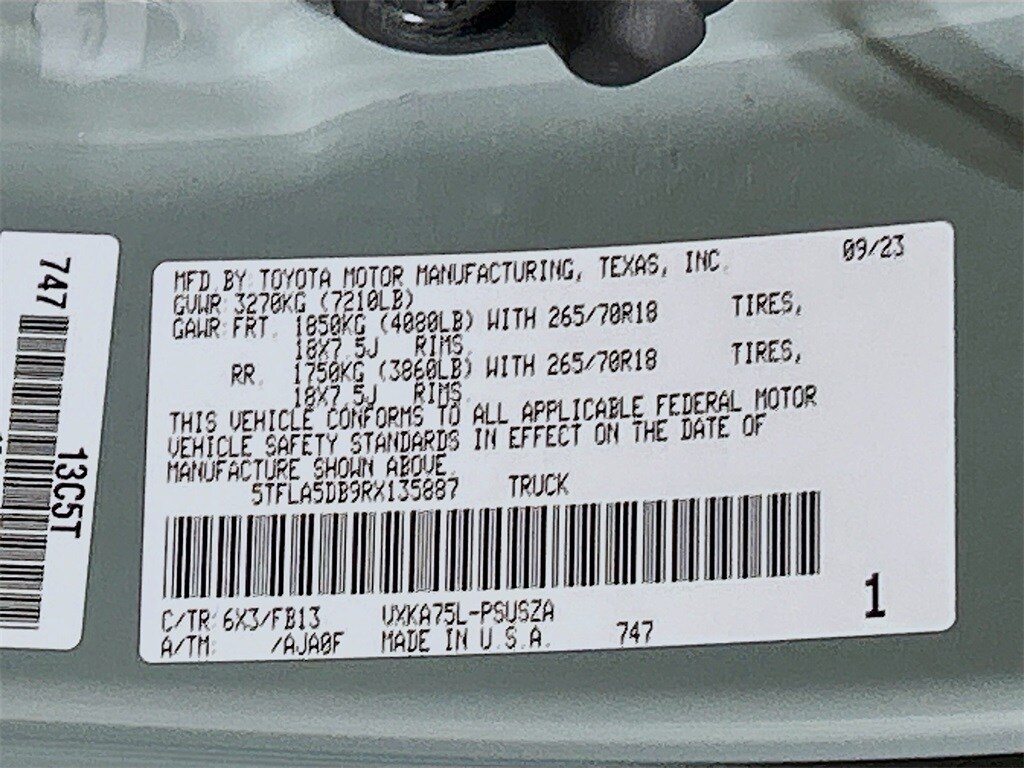 747
13C5T
MFD. BY TOYOTA MOTOR MANUFACTURING, TEXAS, INC. 09/23
GVWR 3270KG (7210LB)
GAWR FRT. 1850KG (4080LB) WITH 265/70R18 TIRES,
18X7.5J RIMS,
RR. 1750KG (3860LB) WITH 265/70R18 TIRES,
18X7.5J RIMS
THIS VEHICLE CONFORMS TO ALL APPLICABLE FEDERAL MOTOR
VEHICLE SAFETY STANDARDS IN EFFECT ON THE DATE OF
MANUFACTURE SHOWN ABOVE.
5TFLA5DB9RX135887 TRUCK
1
C/TR: 6X3/FB13 VXKA75L-PSUSZA
A/TM: /AJA0F MADE IN U.S.A. 747